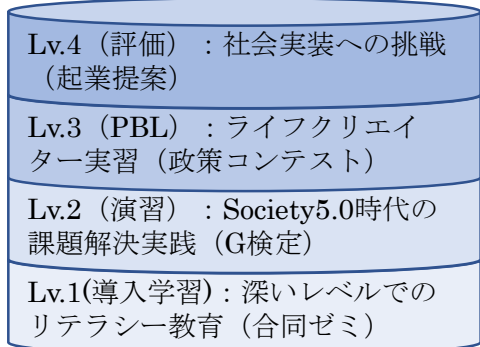 Lv.4（評価）：社会実装への挑戦
（起業提案）
Lv.3（PBL）：ライフクリエイ
ター実習（政策コンテスト）
Lv.2（演習）：Society5.0時代の
課題解決実践（G検定）
Lv.1(導入学習)：深いレベルでの
リテラシー教育（合同ゼミ）